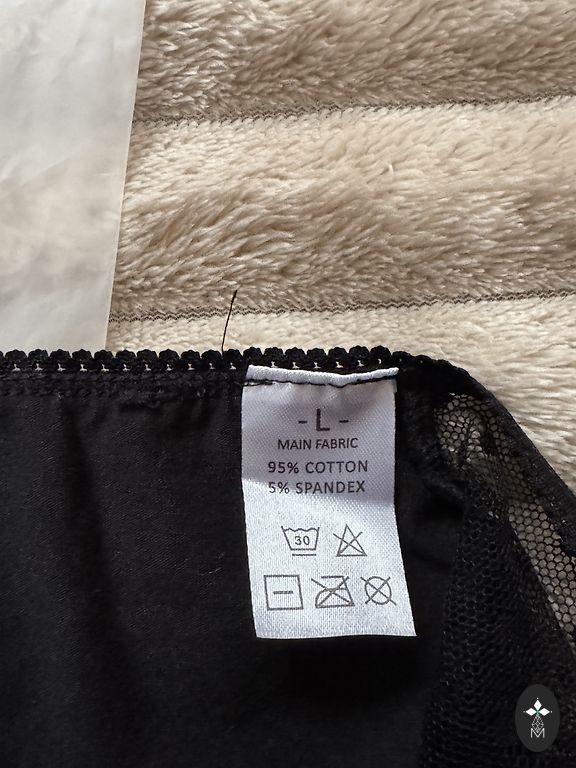 - L -
MAIN FABRIC
95% COTTON
5% SPANDEX
30
M